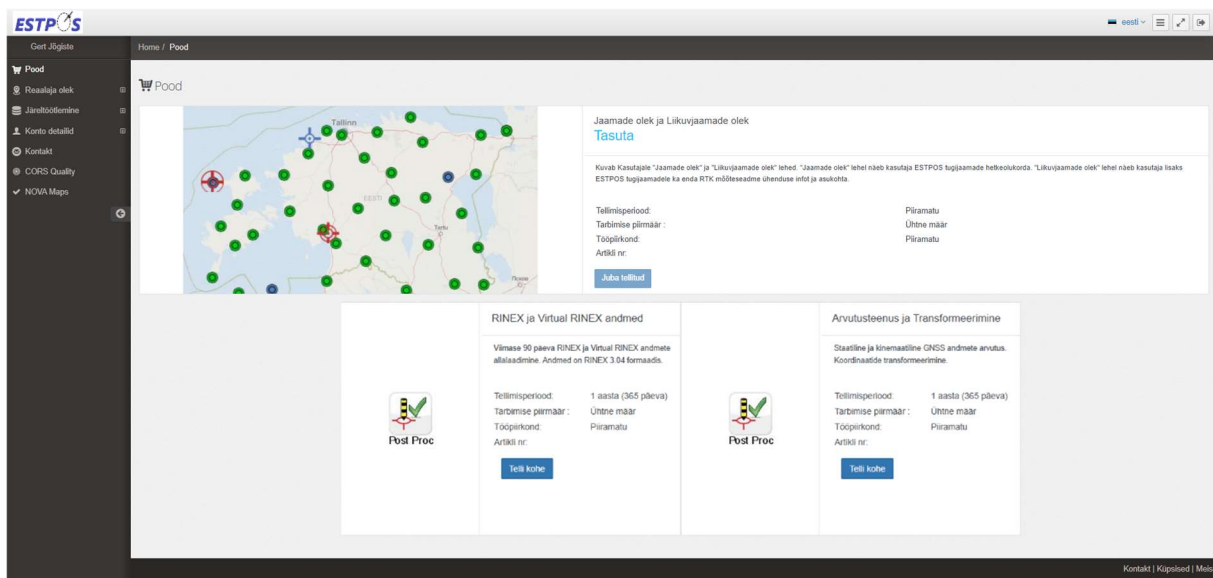 ESTPOS
eesti
Gert Jõgiste
Home / Pood
Pood
Reaalaja olek
Järeltöötlemine
Konto detailid
Kontakt
CORS Quality
NOVA Maps
Pood
Tallinn
EESTI
Tartu
Jaamade olek ja Liikuvjaamade olek
Tasuta
Kuvab Kasutajale "Jaamade olek" ja "Liikuvjaamade olek" lehed. "Jaamade olek" lehel näeb kasutaja ESTPOS tugijaamade hetkeolukorda. "Liikuvjaamade olek" lehel näeb kasutaja lisaks
ESTPOS tugijaamadele ka enda RTK mõõteseadme ühenduse infot ja asukohta.
Tellimisperiood: Piiramatu
Tarbimise piirmäär : Ühtne määr
Tööpiirkond: Piiramatu
Artikli nr:
Juba tellitud
RINEX ja Virtual RINEX andmed
Viimase 90 päeva RINEX ja Virtual RINEX andmete
allalaadimine. Andmed on RINEX 3.04 formaadis.
Tellimisperiood: 1 aasta (365 päeva)
Tarbimise piirmäär : Ühtne määr
Tööpiirkond: Piiramatu
Artikli nr:
Telli kohe
Post Proc
Arvutusteenus ja Transformeerimine
Staatiline ja kinemaatiline GNSS andmete arvutus.
Koordinaatide transformeerimine.
Tellimisperiood: 1 aasta (365 päeva)
Tarbimise piirmäär : Ühtne määr
Tööpiirkond: Piiramatu
Artikli nr:
Telli kohe
Post Proc
Kontakt | Küpsised | Meis